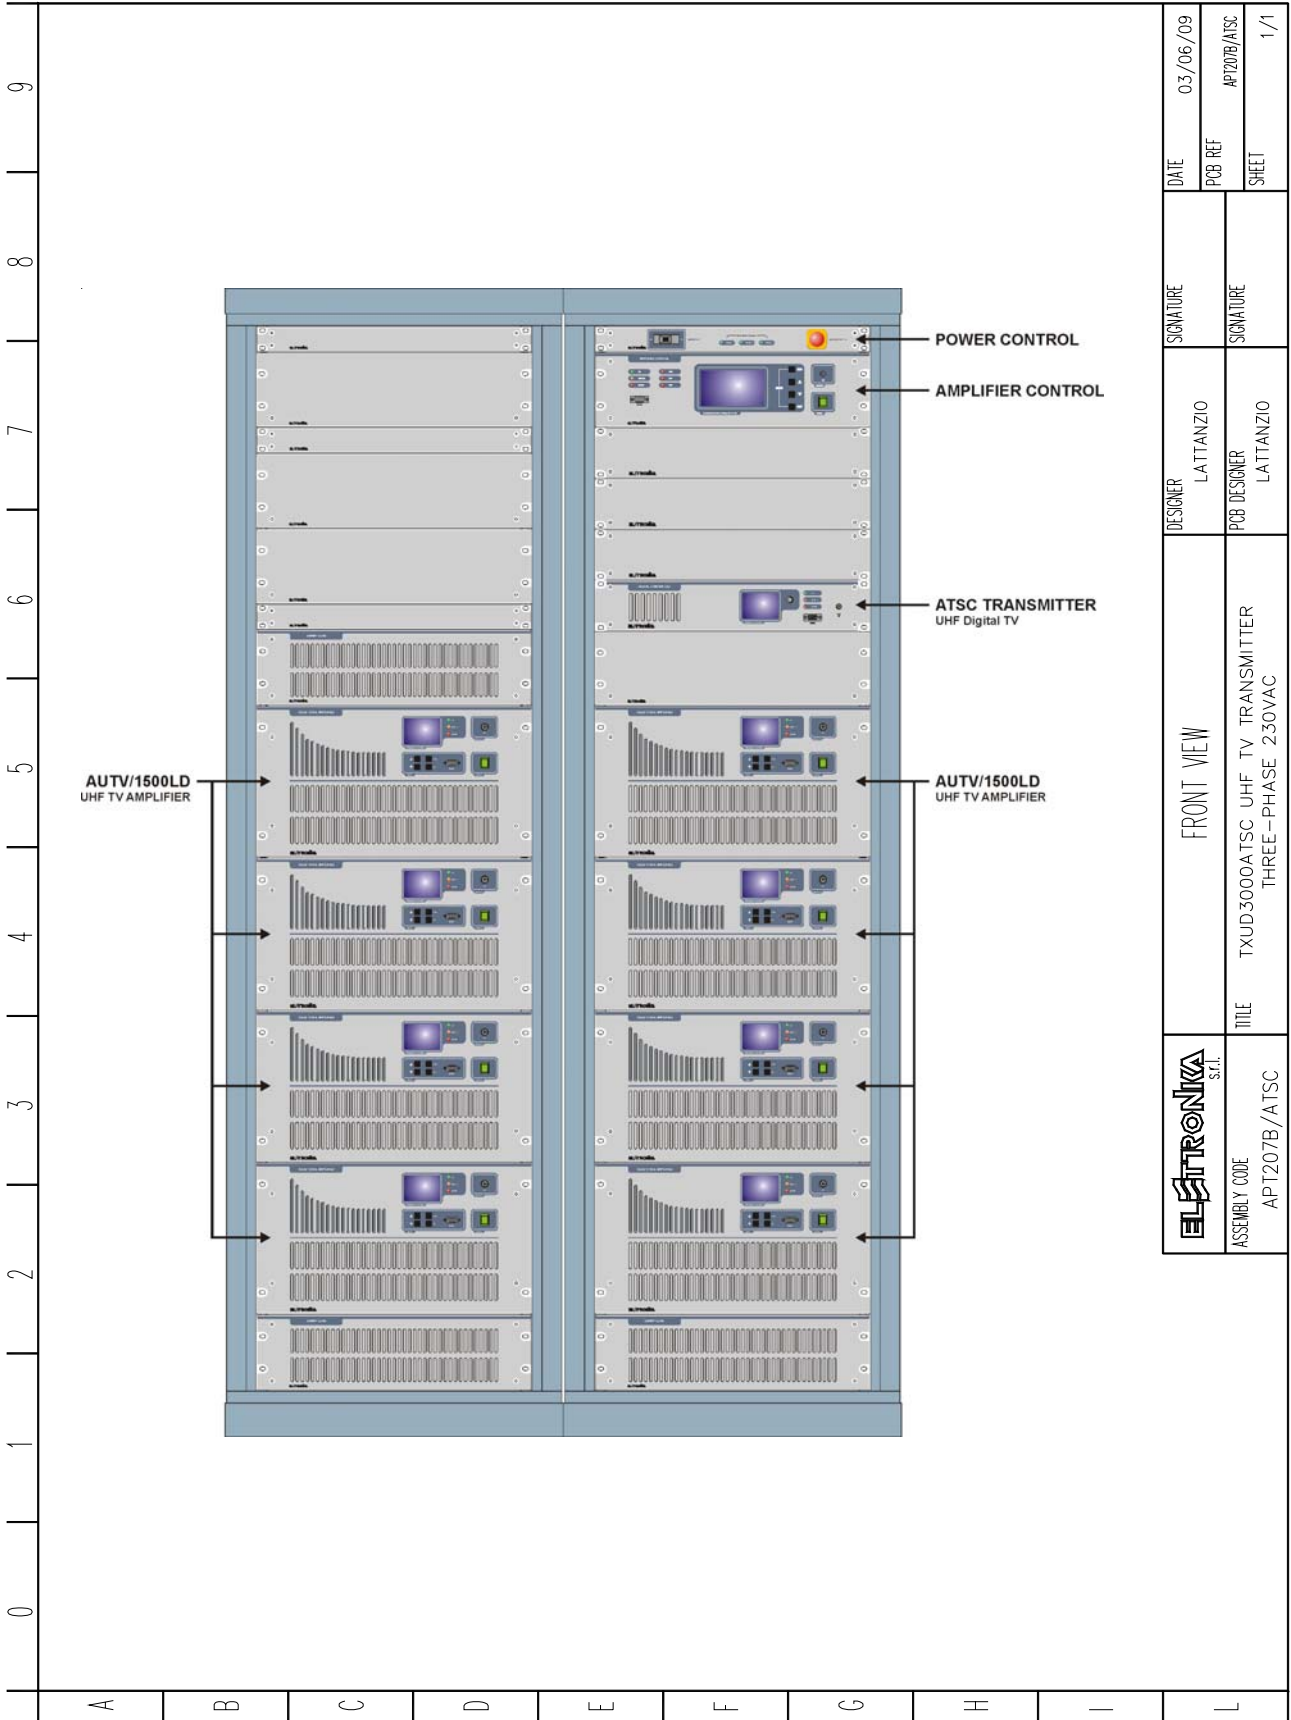 9
8
7
6
5
4
3
2
1
0
A
B
C
D
E
F
G
H
I
L
POWER CONTROL
AMPLIFIER CONTROL
ATSC TRANSMITTER
UHF Digital TV
AUTV/1500LD
UHF TV AMPLIFIER
AUTV/1500LD
UHF TV AMPLIFIER
ELETTRONIKA
s.r.l.
ASSEMBLY CODE
APT207B/ATSC
FRONT VIEW
TITLE
TXUD3000ATSC UHF TV TRANSMITTER
THREE-PHASE 230VAC
DESIGNER
LATTANZIO
PCB DESIGNER
LATTANZIO
SIGNATURE
SIGNATURE
DATE
03/06/09
PCB REF
APT207B/ATSC
SHEET
1/1